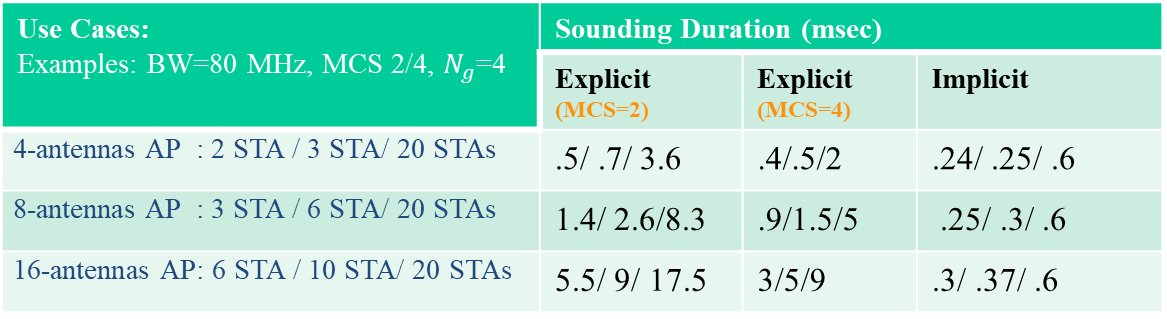 Use Cases:
Examples: BW=80 MHz, MCS 2/4, N_g=4
Sounding Duration (msec)
Explicit
(MCS=2)
Explicit
(MCS=4)
Implicit
4-antennas AP : 2 STA / 3 STA/ 20 STAs
.5/ .7/ 3.6
.4/.5/2
.24/ .25/ .6
8-antennas AP : 3 STA / 6 STA/ 20 STAs
1.4/ 2.6/8.3
.9/1.5/5
.25/ .3/ .6
16-antennas AP: 6 STA / 10 STA/ 20 STAs
5.5/ 9/ 17.5
3/5/9
.3/ .37/ .6